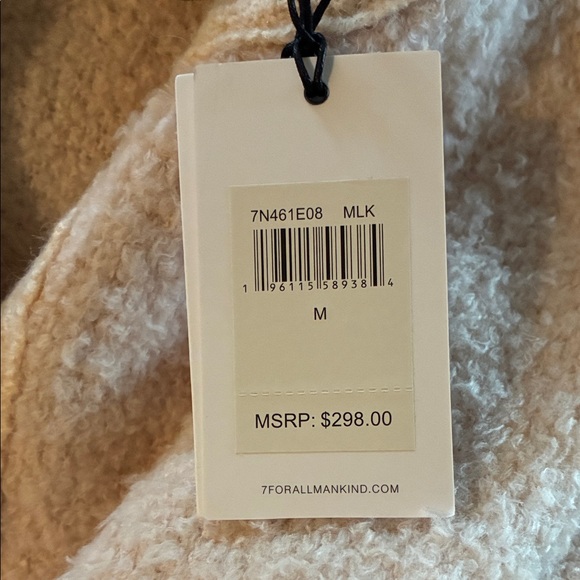 7N461E08 MLK
1 96115 58938 4
M
MSRP: $298.00
7FORALLMANKIND.COM